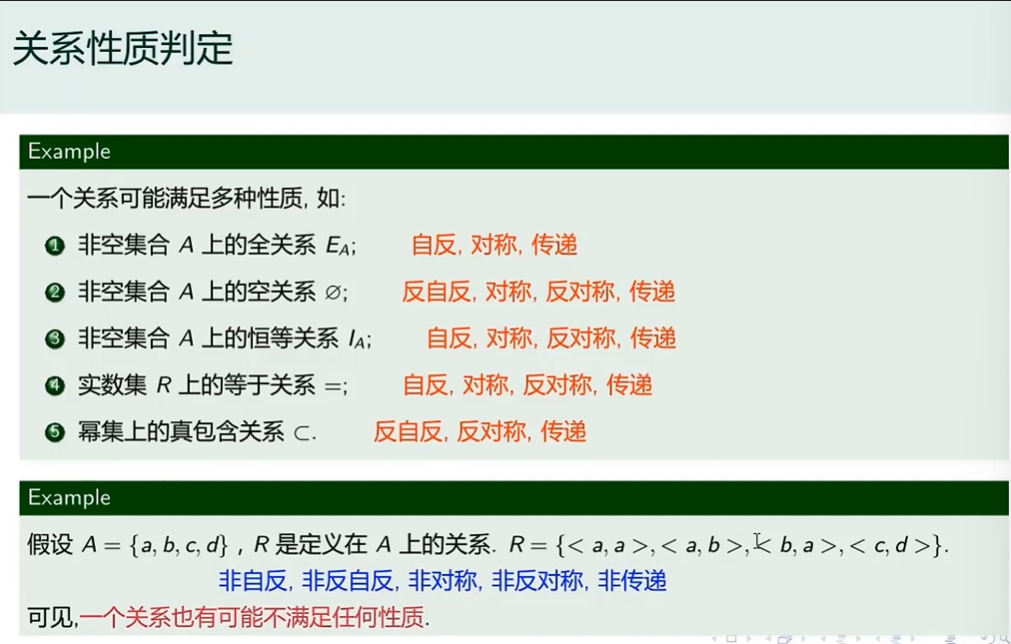 关系性质判定
Example
一个关系可能满足多种性质, 如:
1 非空集合 A 上的全关系 E_A; 自反, 对称, 传递
2 非空集合 A 上的空关系 ∅; 反自反, 对称, 反对称, 传递
3 非空集合 A 上的恒等关系 I_A; 自反, 对称, 反对称, 传递
4 实数集 R 上的等于关系 =; 自反, 对称, 反对称, 传递
5 幂集上的真包含关系 ⊂. 反自反, 反对称, 传递
Example
假设 A = {a, b, c, d} , R 是定义在 A 上的关系. R = {< a, a >, < a, b >, < b, a >, < c, d >}.
非自反, 非反自反, 非对称, 非反对称, 非传递
可见,一个关系也有可能不满足任何性质.